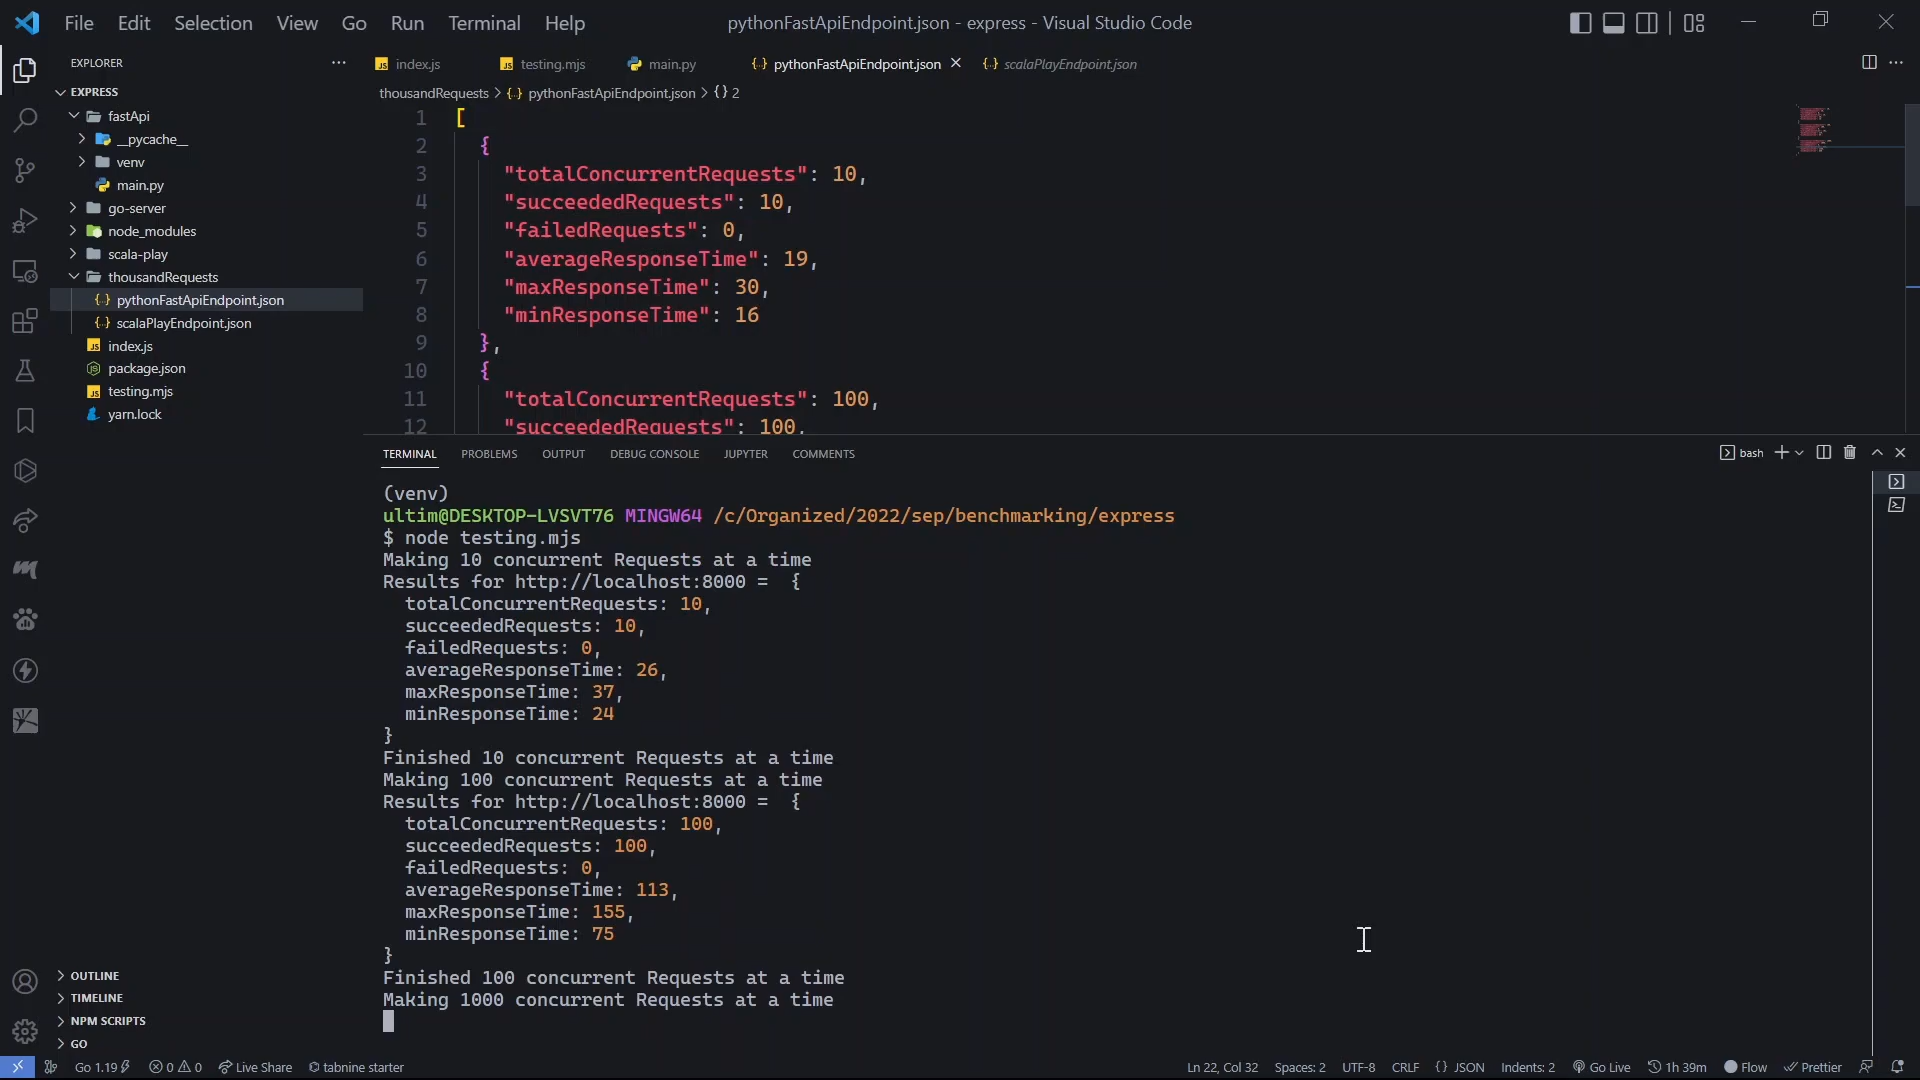 File Edit Selection View Go Run Terminal Help
pythonFastApiEndpoint.json - express - Visual Studio Code
EXPLORER
EXPRESS
fastApi
__pycache__
venv
main.py
go-server
node_modules
scala-play
thousandRequests
pythonFastApiEndpoint.json
scalaPlayEndpoint.json
index.js
package.json
testing.mjs
yarn.lock
OUTLINE
TIMELINE
NPM SCRIPTS
GO
index.js testing.mjs main.py pythonFastApiEndpoint.json scalaPlayEndpoint.json
thousandRequests > {} pythonFastApiEndpoint.json > {} 2
1 [
2 {
3 "totalConcurrentRequests": 10,
4 "succeededRequests": 10,
5 "failedRequests": 0,
6 "averageResponseTime": 19,
7 "maxResponseTime": 30,
8 "minResponseTime": 16
9 },
10 {
11 "totalConcurrentRequests": 100,
12 "succeededRequests": 100,
TERMINAL PROBLEMS OUTPUT DEBUG CONSOLE JUPYTER COMMENTS
bash
(venv)
ultim@DESKTOP-LVSVT76 MINGW64 /c/Organized/2022/sep/benchmarking/express
$ node testing.mjs
Making 10 concurrent Requests at a time
Results for http://localhost:8000 = {
totalConcurrentRequests: 10,
succeededRequests: 10,
failedRequests: 0,
averageResponseTime: 26,
maxResponseTime: 37,
minResponseTime: 24
}
Finished 10 concurrent Requests at a time
Making 100 concurrent Requests at a time
Results for http://localhost:8000 = {
totalConcurrentRequests: 100,
succeededRequests: 100,
failedRequests: 0,
averageResponseTime: 113,
maxResponseTime: 155,
minResponseTime: 75
}
Finished 100 concurrent Requests at a time
Making 1000 concurrent Requests at a time
Go 1.19 0 0 Live Share tabnine starter
Ln 22, Col 32 Spaces: 2 UTF-8 CRLF {} JSON Indents: 2 Go Live 1h 39m Flow Prettier